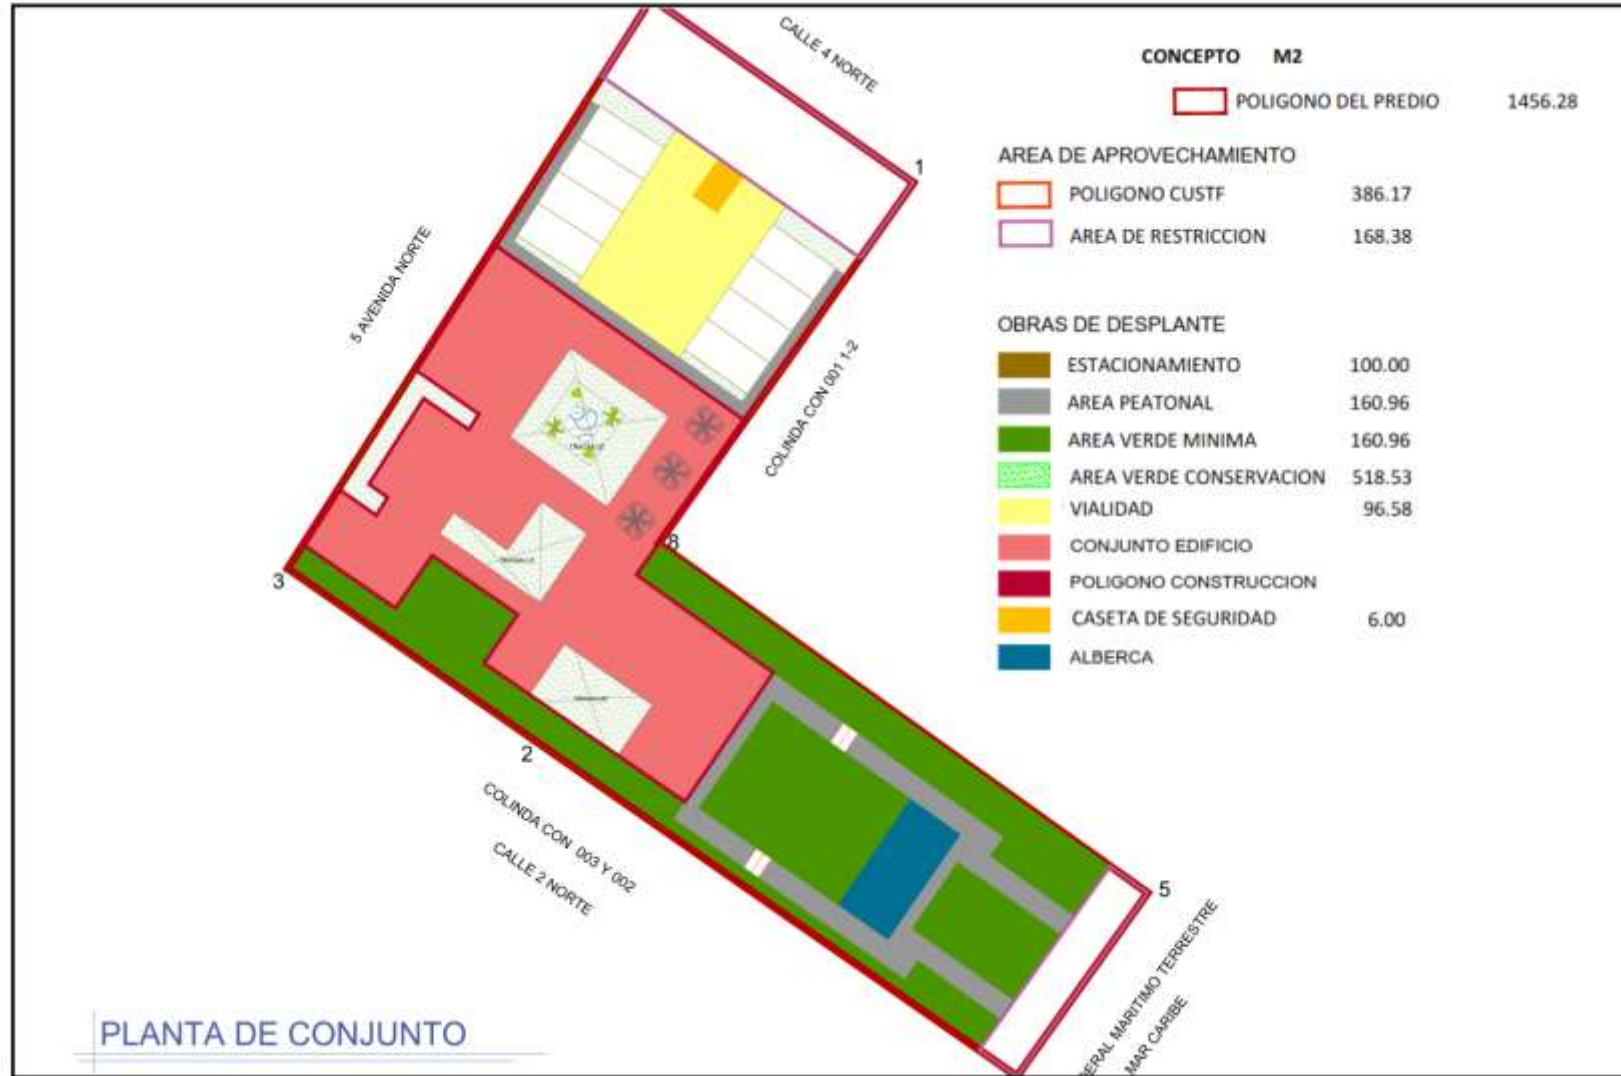 CALLE 4 NORTE
CONCEPTO M2
POLIGONO DEL PREDIO 1456.28
AREA DE APROVECHAMIENTO
POLIGONO CUSTF 386.17
AREA DE RESTRICCION 168.38
OBRAS DE DESPLANTE
ESTACIONAMIENTO 100.00
AREA PEATONAL 160.96
AREA VERDE MINIMA 160.96
AREA VERDE CONSERVACION 518.53
VIALIDAD 96.58
CONJUNTO EDIFICIO
POLIGONO CONSTRUCCION
CASETA DE SEGURIDAD 6.00
ALBERCA
1
5 AVENIDA NORTE
COLINDA CON 001 1-2
8
3
2
COLINDA CON 003 Y 002
CALLE 2 NORTE
5
MARITIMO TERRESTRE
MAR CARIBE
PLANTA DE CONJUNTO